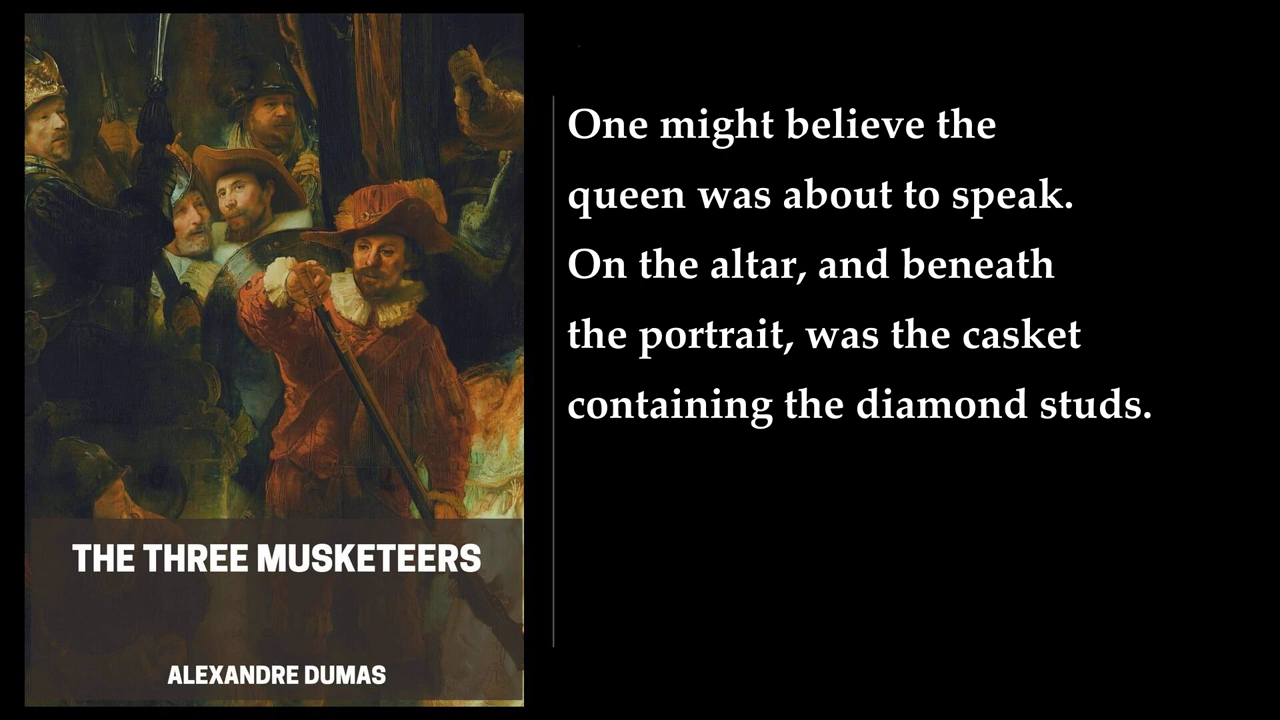 THE THREE MUSKETEERS
ALEXANDRE DUMAS
One might believe the
queen was about to speak.
On the altar, and beneath
the portrait, was the casket
containing the diamond studs.